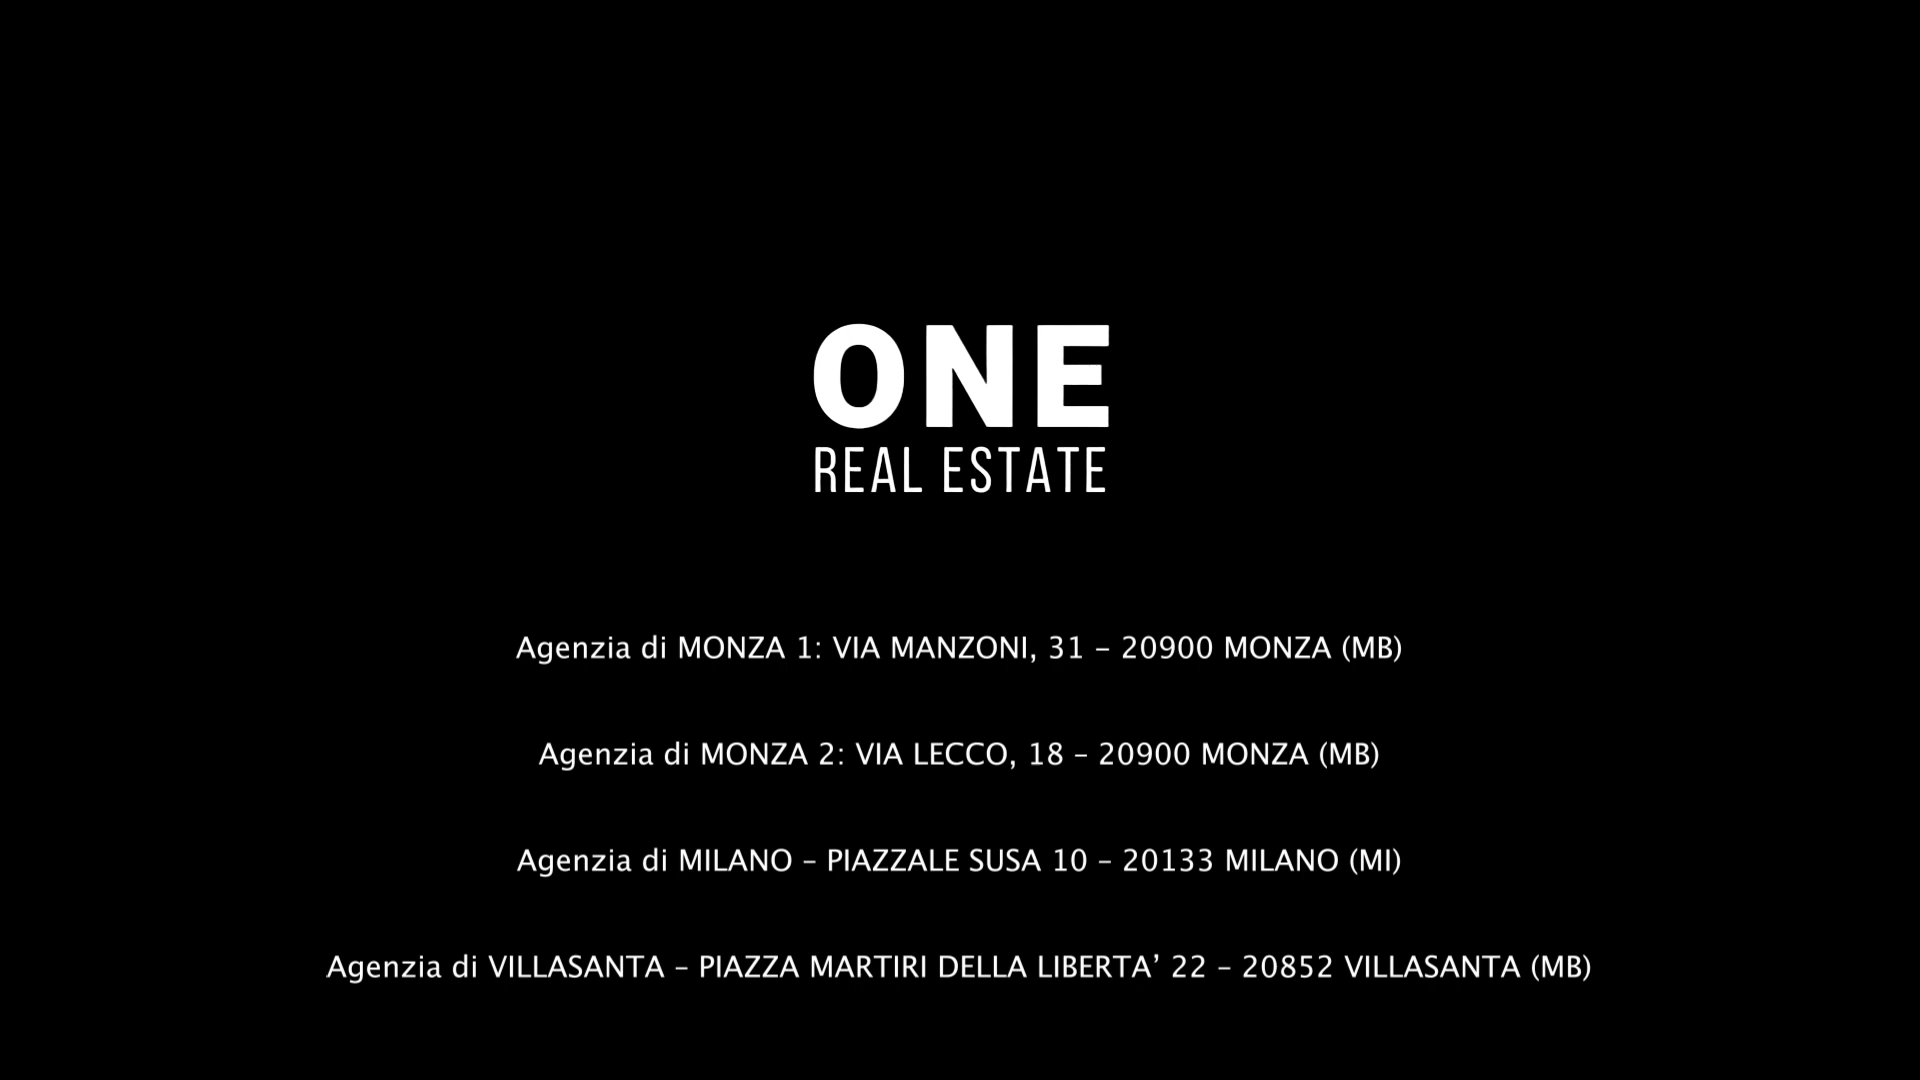 ONE
REAL ESTATE
Agenzia di MONZA 1: VIA MANZONI, 31 – 20900 MONZA (MB)
Agenzia di MONZA 2: VIA LECCO, 18 – 20900 MONZA (MB)
Agenzia di MILANO – PIAZZALE SUSA 10 – 20133 MILANO (MI)
Agenzia di VILLASANTA – PIAZZA MARTIRI DELLA LIBERTA’ 22 – 20852 VILLASANTA (MB)